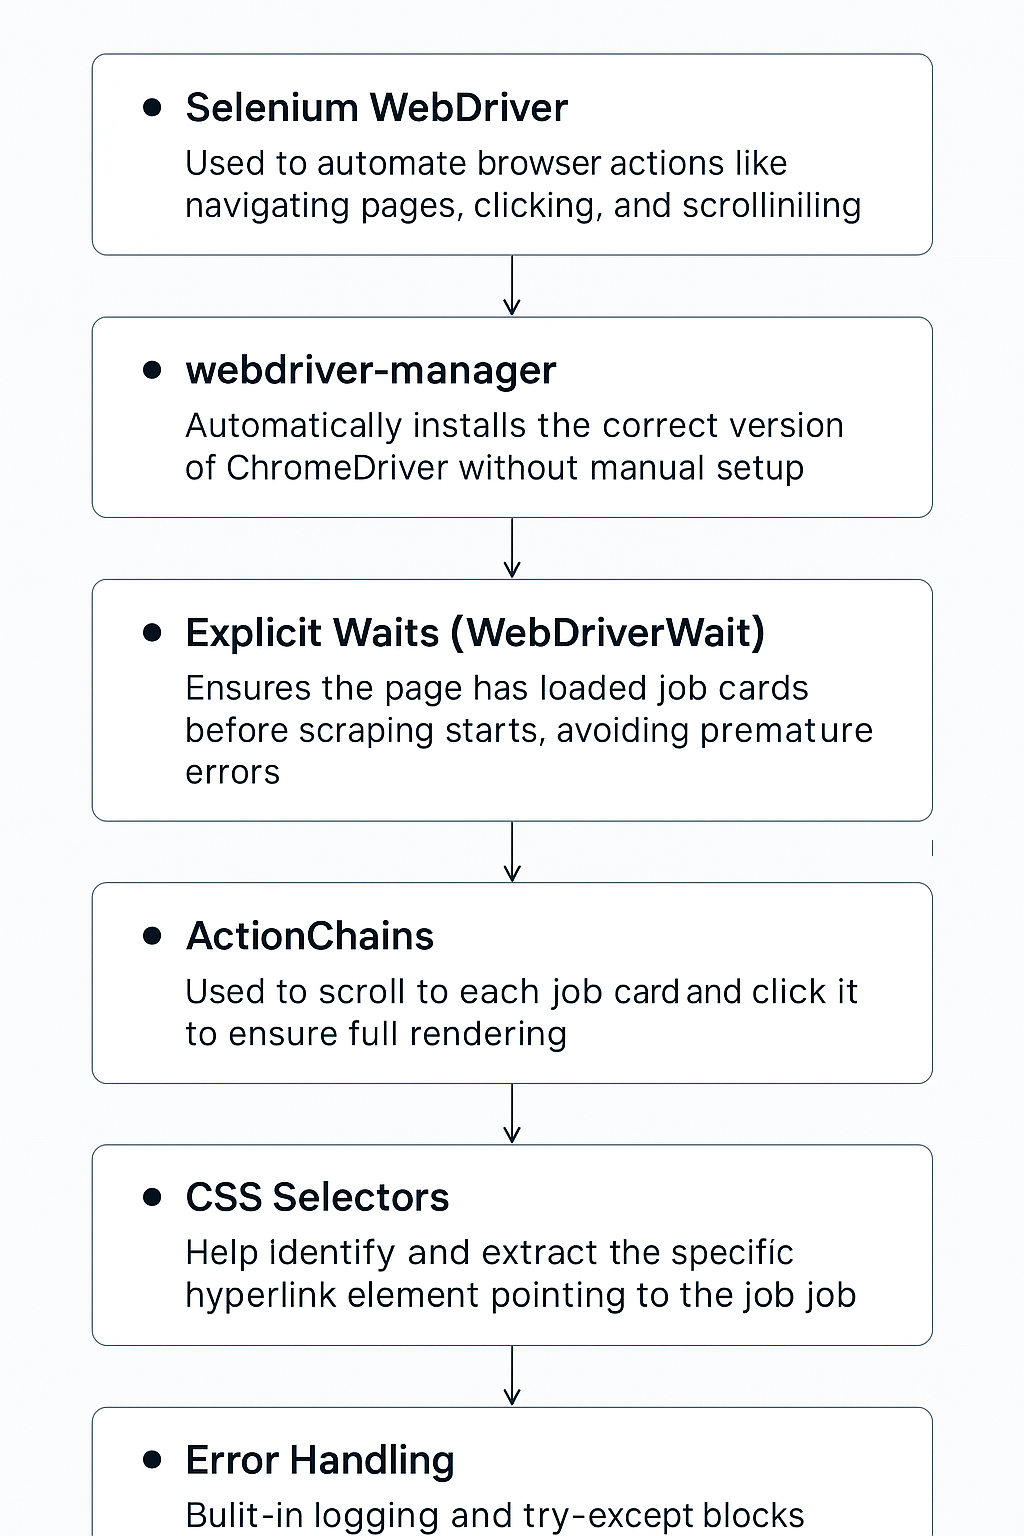 • Selenium WebDriver
Used to automate browser actions like
navigating pages, clicking, and scrolliniling
• webdriver-manager
Automatically installs the correct version
of ChromeDriver without manual setup
• Explicit Waits (WebDriverWait)
Ensures the page has loaded job cards
before scraping starts, avoiding premature
errors
• ActionChains
Used to scroll to each job card and click it
to ensure full rendering
• CSS Selectors
Help identify and extract the specific
hyperlink element pointing to the job job
• Error Handling
Bulit-in logging and try-except blocks